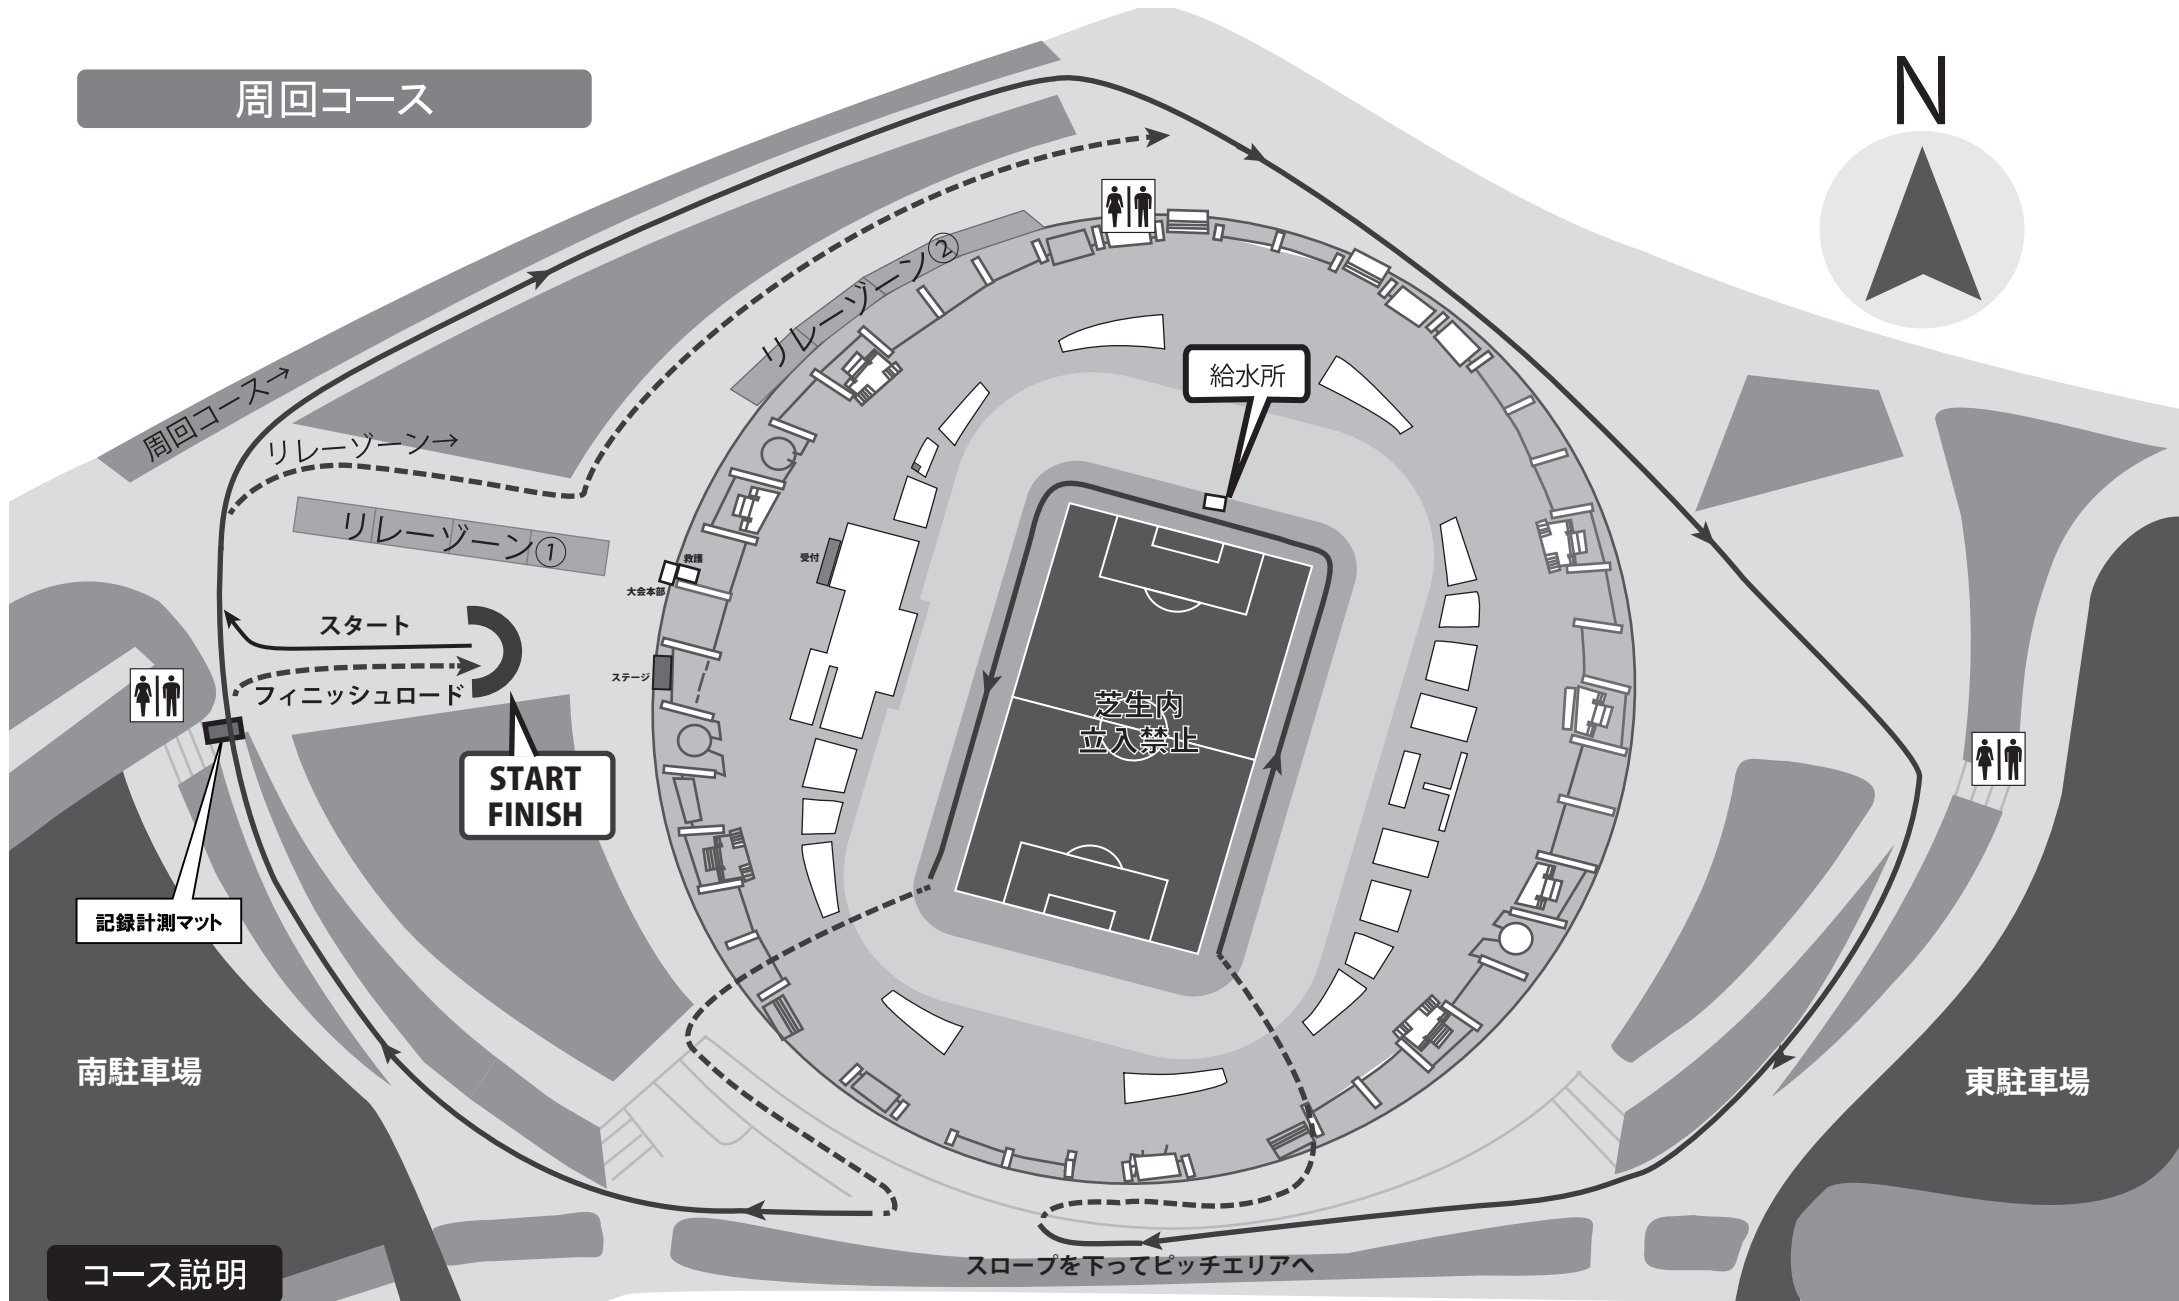 周回コース
N
周回コース→
リレーゾーン→
リレーゾーン②
リレーゾーン①
給水所
救護
受付
大会本部
スタート
フィニッシュロード
ステージ
芝生内
立入禁止
START
FINISH
記録計測マット
南駐車場
東駐車場
スロープを下ってピッチエリアへ
コース説明